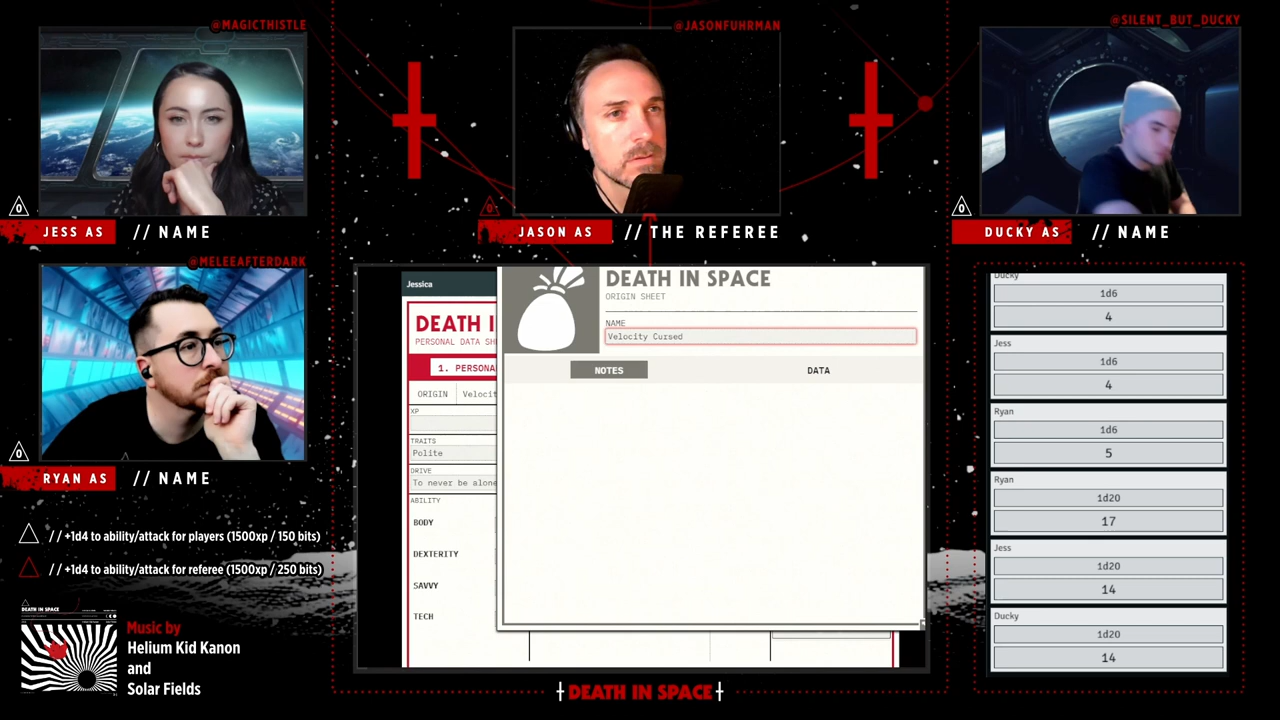 @MAGICTHISTLE
@JASONFUHRMAN
@SILENT_BUT_DUCKY
0
JESS AS // NAME
0
JASON AS // THE REFEREE
0
DUCKY AS // NAME
@MELEEAFTERDARK
0
RYAN AS // NAME
// +1d4 to ability/attack for players (1500xp / 150 bits)
// +1d4 to ability/attack for referee (1500xp / 250 bits)
DEATH IN SPACE
Music by
Helium Kid Kanon
and
Solar Fields
Jessica
DEATH I
PERSONAL DATA SH
1. PERSONA
ORIGIN Velocit
XP
TRAITS
Polite
DRIVE
To never be alone
ABILITY
BODY
DEXTERITY
SAVVY
TECH
DEATH IN SPACE
ORIGIN SHEET
NAME
Velocity Cursed
NOTES DATA
Ducky
1d6
4
Jess
1d6
4
Ryan
1d6
5
Ryan
1d20
17
Jess
1d20
14
Ducky
1d20
14
DEATH IN SPACE